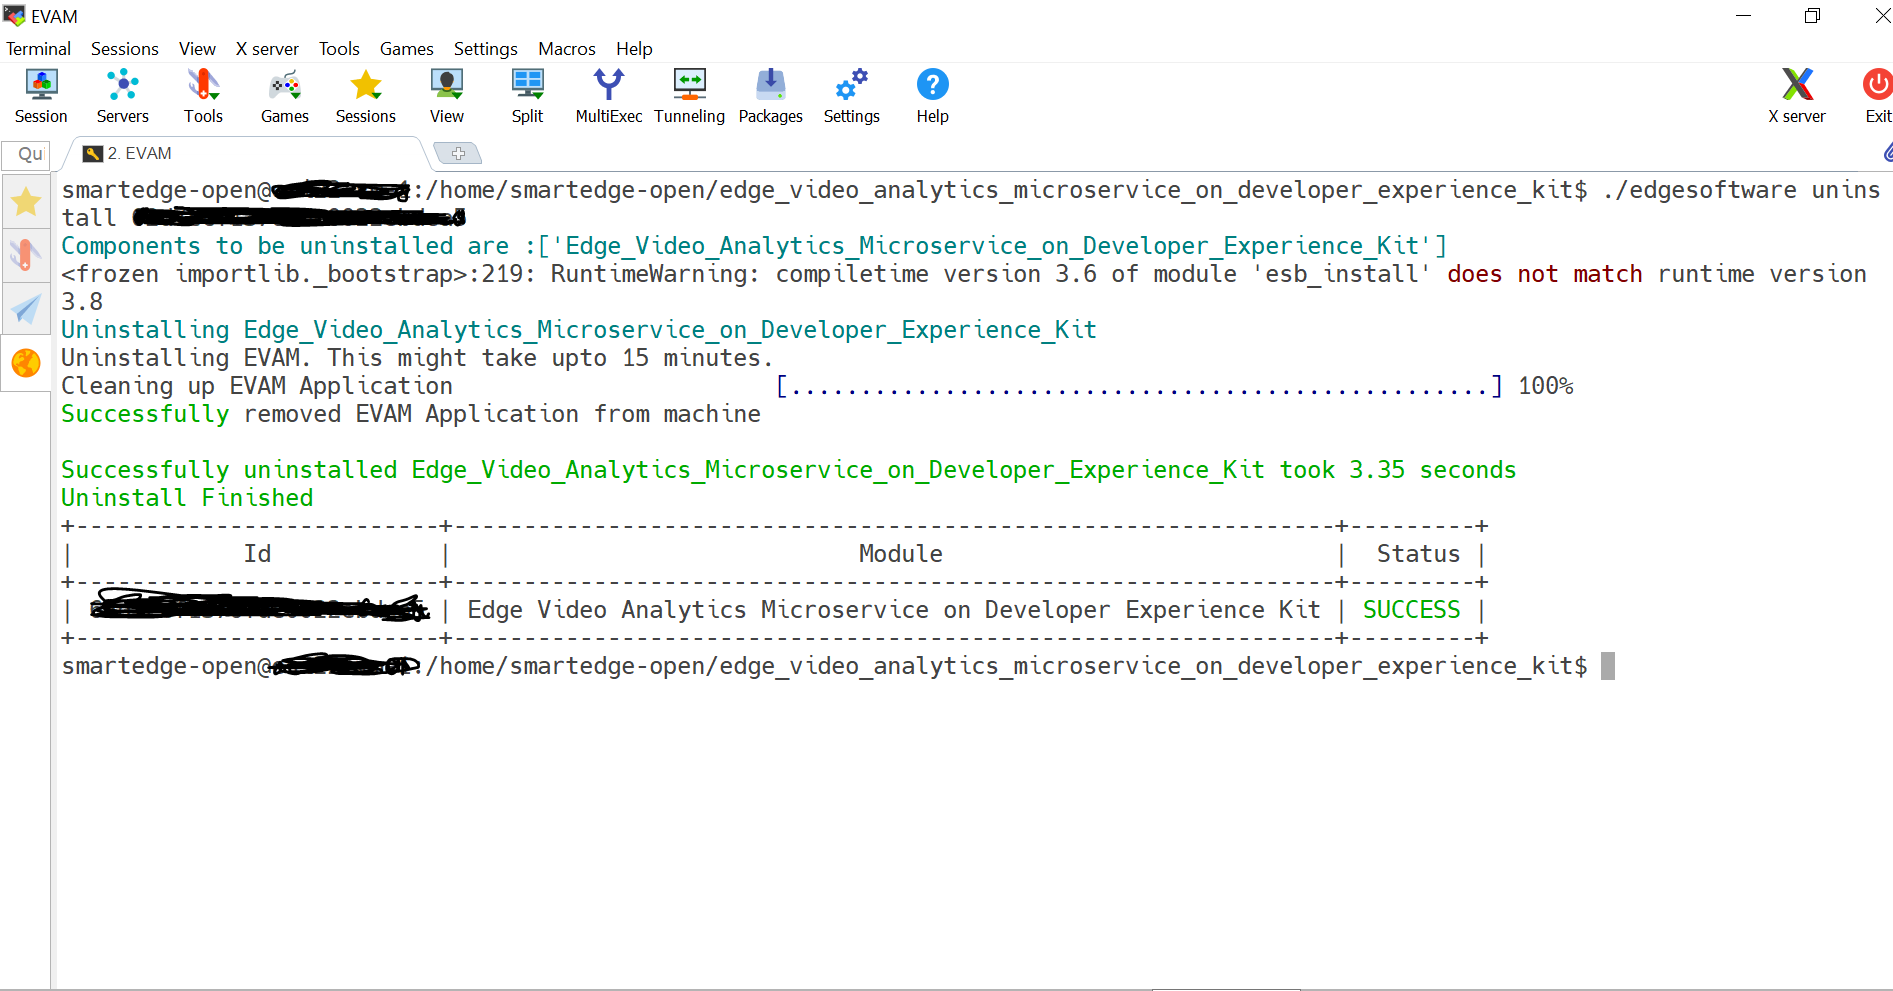 EVAM
Terminal Sessions View X server Tools Games Settings Macros Help
Session Servers Tools Games Sessions View Split MultiExec Tunneling Packages Settings Help X server Exit
Qui 2. EVAM
smartedge-open@ :/home/smartedge-open/edge_video_analytics_microservice_on_developer_experience_kit$ ./edgesoftware unins
tall
Components to be uninstalled are :['Edge_Video_Analytics_Microservice_on_Developer_Experience_Kit']
<frozen importlib._bootstrap>:219: RuntimeWarning: compiletime version 3.6 of module 'esb_install' does not match runtime version
3.8
Uninstalling Edge_Video_Analytics_Microservice_on_Developer_Experience_Kit
Uninstalling EVAM. This might take upto 15 minutes.
Cleaning up EVAM Application [..................................................] 100%
Successfully removed EVAM Application from machine
Successfully uninstalled Edge_Video_Analytics_Microservice_on_Developer_Experience_Kit took 3.35 seconds
Uninstall Finished
+--------------------------+---------------------------------------------------------------+---------+
| Id | Module | Status |
+--------------------------+---------------------------------------------------------------+---------+
| | Edge Video Analytics Microservice on Developer Experience Kit | SUCCESS |
+--------------------------+---------------------------------------------------------------+---------+
smartedge-open@ :/home/smartedge-open/edge_video_analytics_microservice_on_developer_experience_kit$